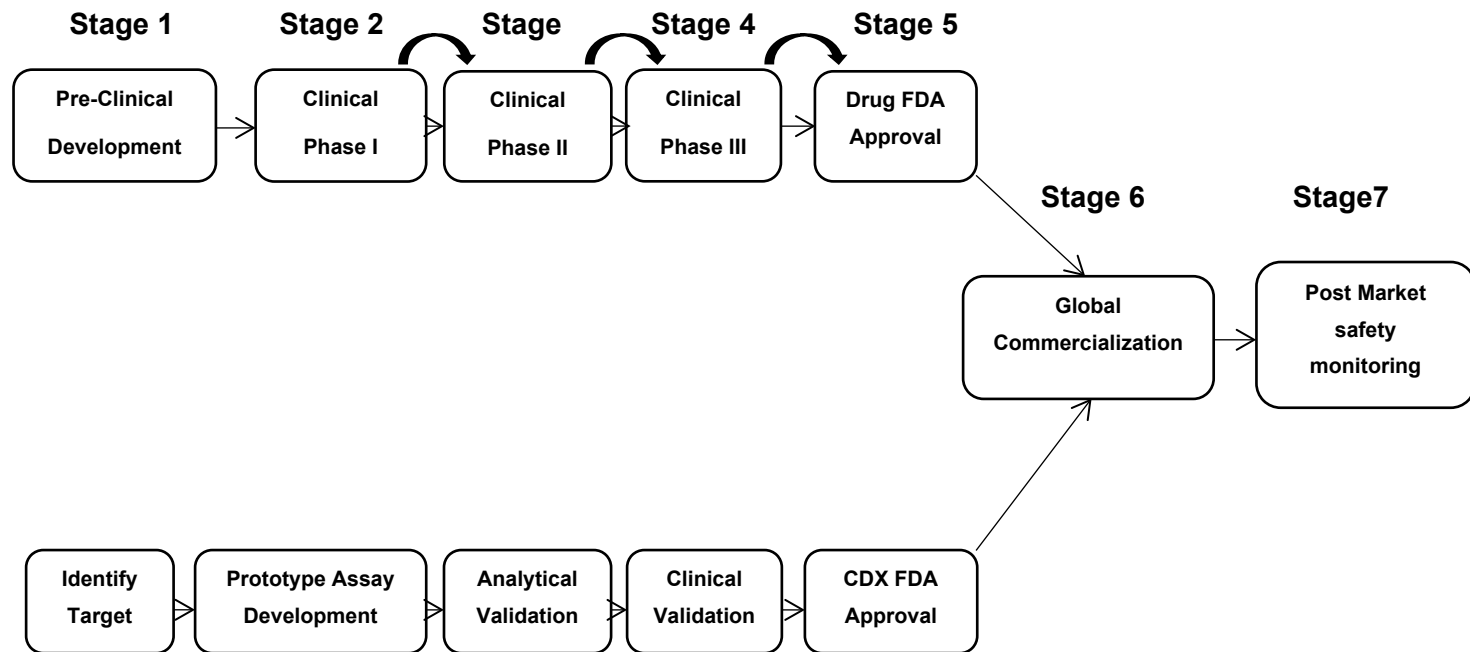 Stage 1
Stage 2
Stage
Stage 4
Stage 5
Pre-Clinical
Development
Clinical
Phase I
Clinical
Phase II
Clinical
Phase III
Drug FDA
Approval
Stage 6
Stage7
Global
Commercialization
Post Market
safety
monitoring
Identify
Target
Prototype Assay
Development
Analytical
Validation
Clinical
Validation
CDX FDA
Approval